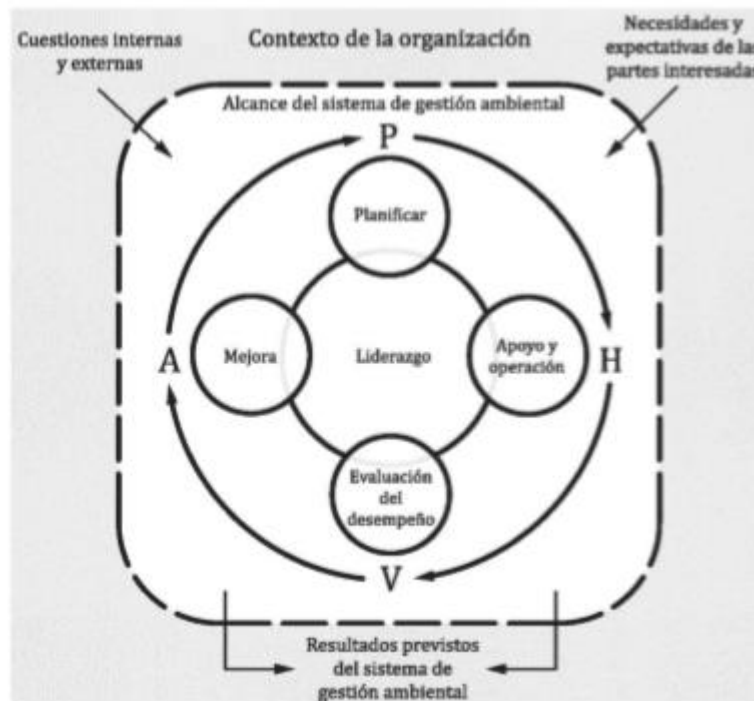 Cuestiones internas
y externas
Contexto de la organización
Necesidades y
expectativas de las
partes interesadas
Alcance del sistema de gestión ambiental
P
Planificar
A
Mejora
Liderazgo
Apoyo y
operación
H
Evaluación
del
desempeño
V
Resultados previstos
del sistema de
gestión ambiental